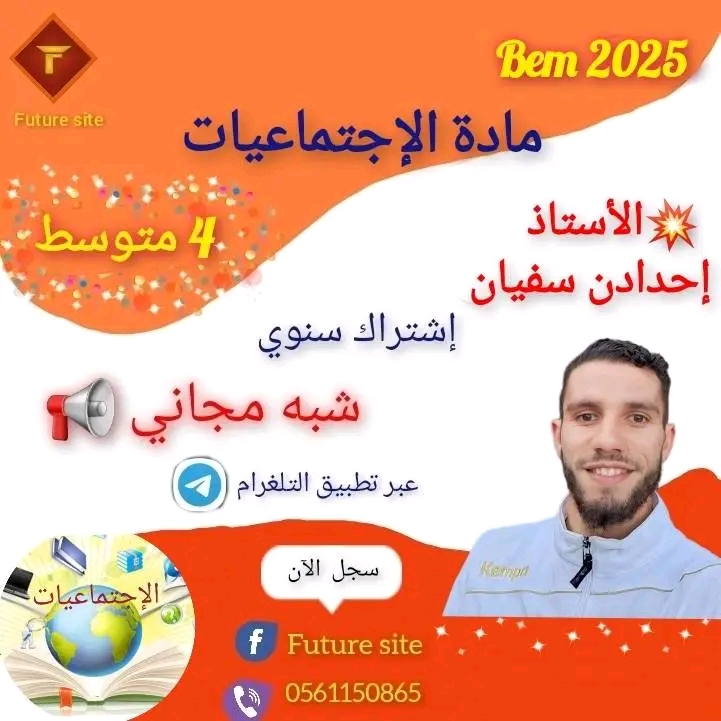 Future site
Bem 2025
مادة الإجتماعيات
4 متوسط
الأستاذ
إحدادن سفيان
إشتراك سنوي
شبه مجاني
عبر تطبيق التلغرام
الإجتماعيات
سجل الآن
Kempa
Future site
0561150865